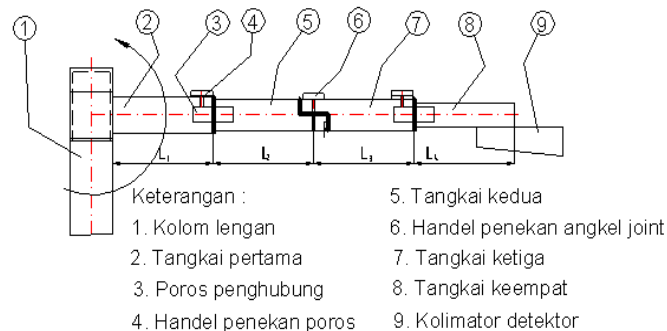 1 2 3 4 5 6 7 8 9
L₁ L₂ L₃ L₄
Keterangan :
1. Kolom lengan
2. Tangkai pertama
3. Poros penghubung
4. Handel penekan poros
5. Tangkai kedua
6. Handel penekan angkel joint
7. Tangkai ketiga
8. Tangkai keempat
9. Kolimator detektor